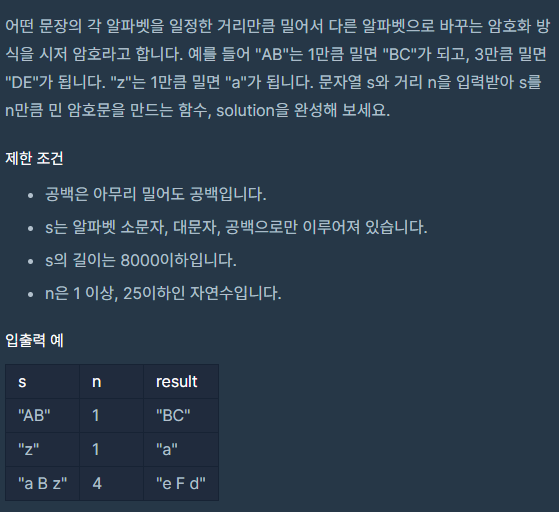 어떤 문장의 각 알파벳을 일정한 거리만큼 밀어서 다른 알파벳으로 바꾸는 암호화 방
식을 시저 암호라고 합니다. 예를 들어 "AB"는 1만큼 밀면 "BC"가 되고, 3만큼 밀면
"DE"가 됩니다. "z"는 1만큼 밀면 "a"가 됩니다. 문자열 s와 거리 n을 입력받아 s를
n만큼 민 암호문을 만드는 함수, solution을 완성해 보세요.
제한 조건
• 공백은 아무리 밀어도 공백입니다.
• s는 알파벳 소문자, 대문자, 공백으로만 이루어져 있습니다.
• s의 길이는 8000이하입니다.
• n은 1 이상, 25이하인 자연수입니다.
입출력 예
s n result
"AB" 1 "BC"
"z" 1 "a"
"a B z" 4 "e F d"